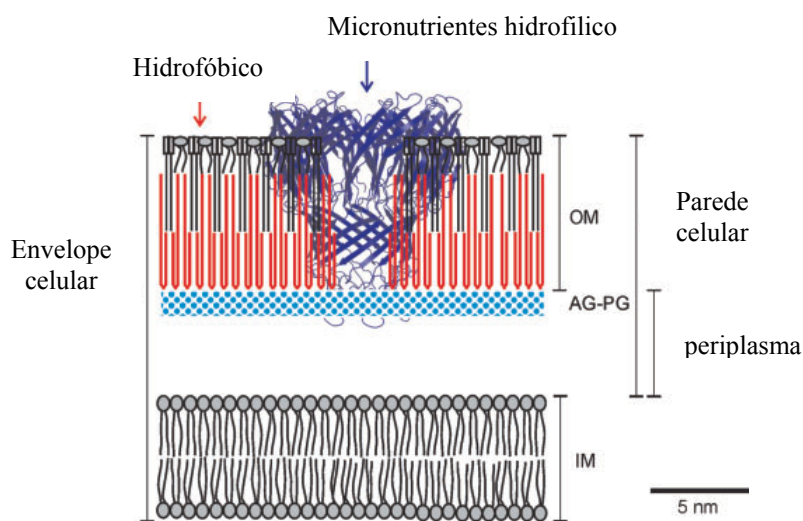 Micronutrientes hidrofilico
Hidrofóbico
OM
Parede
celular
Envelope
celular
AG-PG
periplasma
IM
5 nm